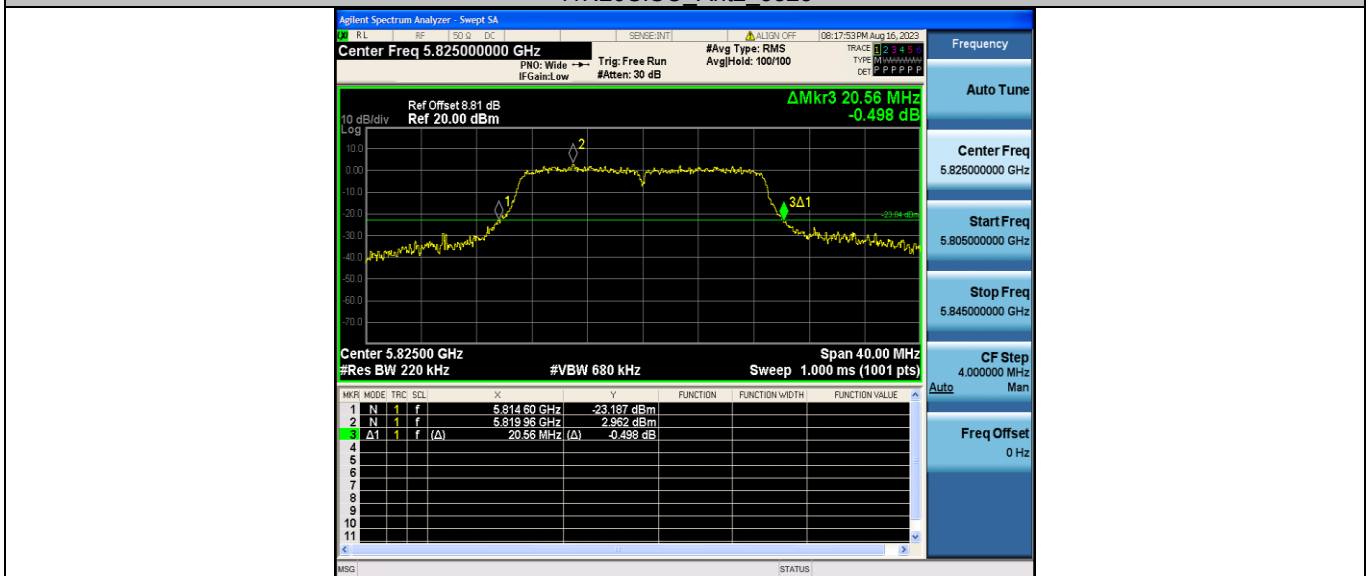 Agilent Spectrum Analyzer - Swept SA
RL RF 50 Ω DC SENSE:INT ALIGN OFF 08:17:53 PM Aug 16, 2023
Center Freq 5.825000000 GHz
PNO: Wide
IFGain:Low
Trig: Free Run
#Atten: 30 dB
#Avg Type: RMS
Avg|Hold: 100/100
TRACE 1 2 3 4 5 6
TYPE M
DET P P P P P P
ΔMkr3 20.56 MHz
-0.498 dB
Ref Offset 8.81 dB
10 dB/div Ref 20.00 dBm
Log
10.0
0.00
-10.0
-20.0
-30.0
-40.0
-50.0
-60.0
-70.0
1
2
3Δ1
-23.04 dBm
Center 5.82500 GHz Span 40.00 MHz
#Res BW 220 kHz #VBW 680 kHz Sweep 1.000 ms (1001 pts)
MKR MODE TRC SCL X Y FUNCTION FUNCTION WIDTH FUNCTION VALUE
1 N 1 f 5.814 60 GHz -23.187 dBm
2 N 1 f 5.819 96 GHz 2.962 dBm
3 Δ1 1 f (Δ) 20.56 MHz (Δ) -0.498 dB
4
5
6
7
8
9
10
11
MSG STATUS
Frequency
Auto Tune
Center Freq
5.825000000 GHz
Start Freq
5.805000000 GHz
Stop Freq
5.845000000 GHz
CF Step
4.000000 MHz
Auto Man
Freq Offset
0 Hz